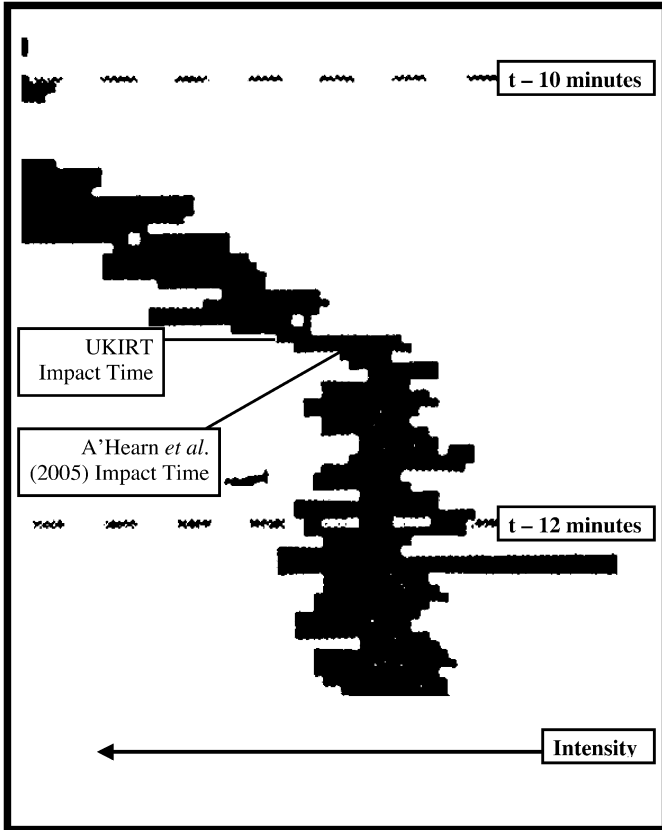 t – 10 minutes
UKIRT
Impact Time
A'Hearn et al.
(2005) Impact Time
t – 12 minutes
Intensity